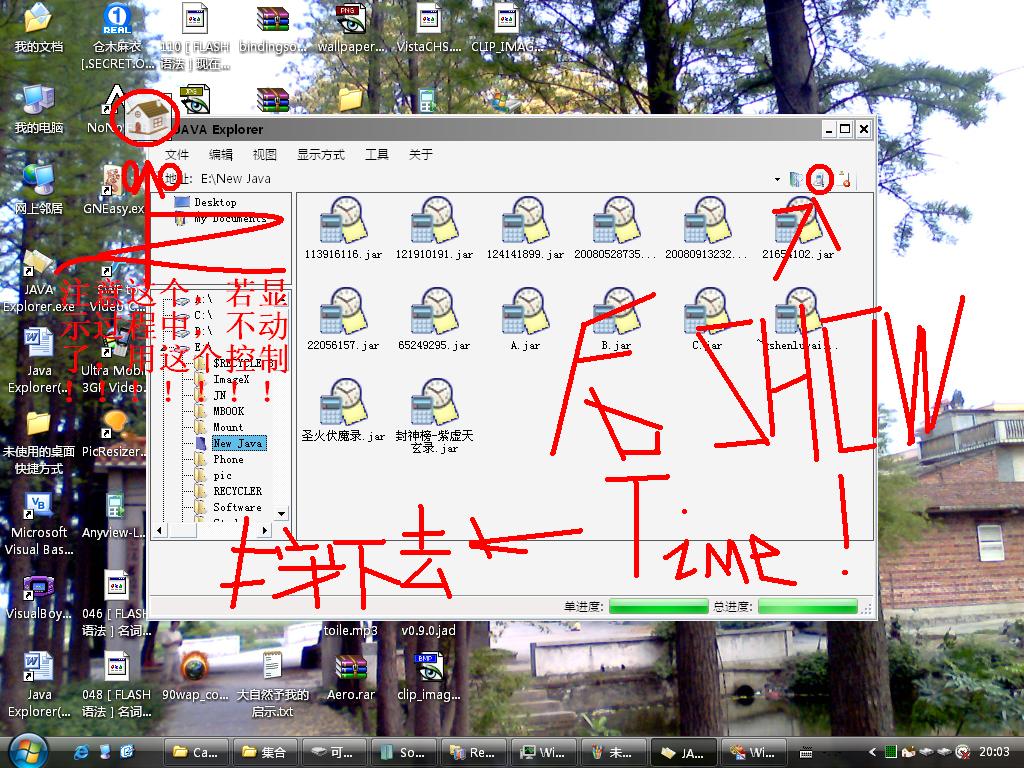 我的文档
仓木麻衣
[.SECRET.O...
110 [ FLASH
语法 ] 现在...
bindingso...
wallpaper...
VistaCHS....
CLIP_IMAG...
我的电脑
NoNo
JAVA Explorer
文件 编辑 视图 显示方式 工具 关于
地址: E:\New Java
网上邻居
GNEasy.ex
Desktop
My Documents
113916116.jar
121910191.jar
124141899.jar
20080528735...
20080913232...
21654102.jar
JAVA
Explorer.exe
注意这个，若显
示过程中，不动
了，用这个控制
！！！！！！！
A:\
C:\
D:\
E:\
$RECYCLE.B
ImageX
JN
MBOOK
Mount
New Java
Phone
pic
RECYCLER
Software
22056157.jar
65249295.jar
A.jar
B.jar
C.jar
圣火伏魔录.jar
封神榜-紫虚天
玄录.jar
SHOW
Time !
接下去
Java
Explorer(...
Ultra Mobi
3GP Video.
未使用的桌面
快捷方式
PicResizer...
Microsoft
Visual Bas...
Anyview-L...
VisualBoy...
046 [ FLASH
语法 ] 名词...
单进度:
总进度:
toile.mp3
v0.9.0.jad
Java
Explorer(...
048 [ FLASH
语法 ] 名词...
90wap_co...
大自然予我的
启示.txt
Aero.rar
clip_imag...
Ca...
集合
可...
So...
Re...
Wi...
未...
JA...
Wi...
20:03